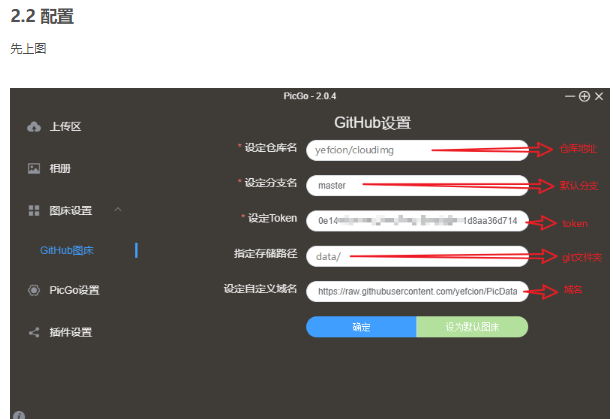 2.2 配置
先上图
PicGo - 2.0.4
上传区
相册
图床设置
GitHub图床
PicGo设置
插件设置
GitHub设置
* 设定仓库名 yefcion/cloudimg 仓库地址
* 设定分支名 master 默认分支
* 设定Token 0e14 1d8aa36d714 token
指定存储路径 data/ git文件夹
设定自定义域名 https://raw.githubusercontent.com/yefcion/PicData 域名
确定 设为默认图床